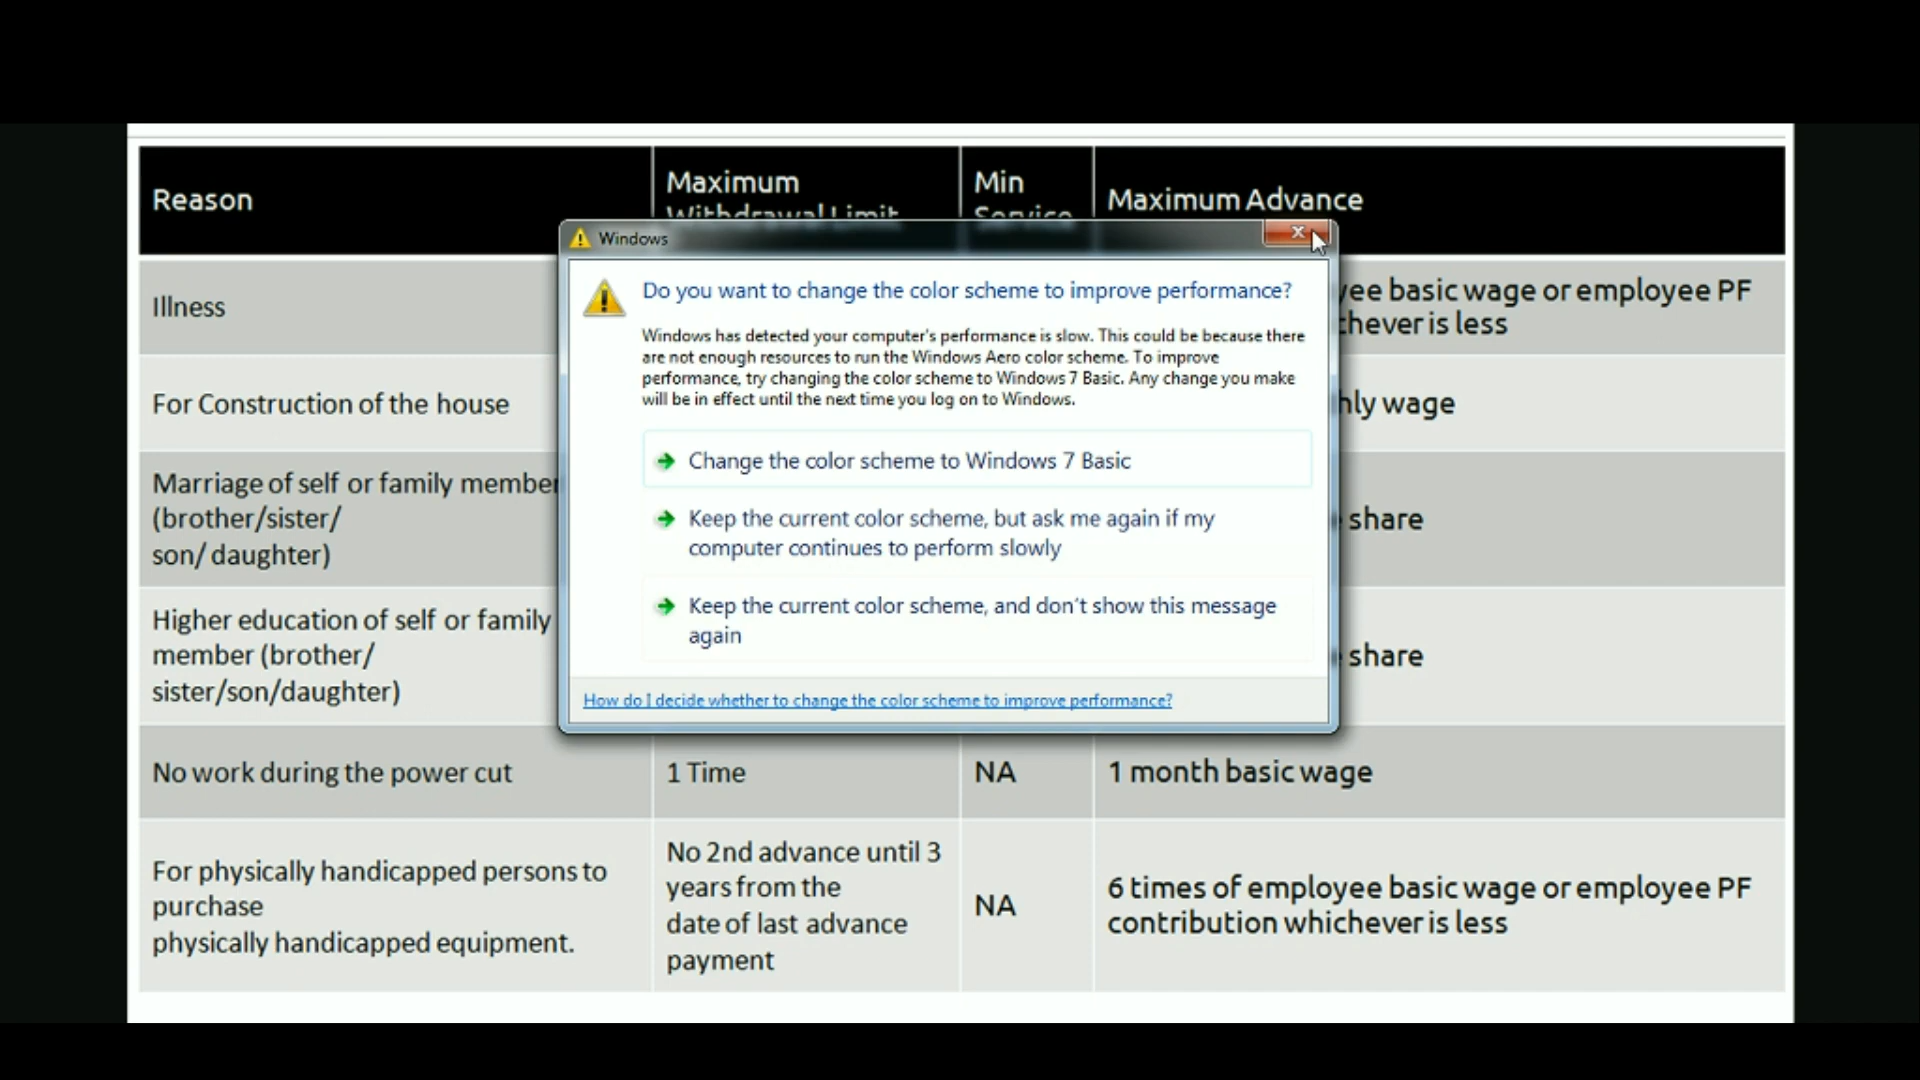 Reason
Maximum
Withdrawal Limit
Min
Service
Maximum Advance
Windows
Do you want to change the color scheme to improve performance?
Windows has detected your computer's performance is slow. This could be because there
are not enough resources to run the Windows Aero color scheme. To improve
performance, try changing the color scheme to Windows 7 Basic. Any change you make
will be in effect until the next time you log on to Windows.
Change the color scheme to Windows 7 Basic
Keep the current color scheme, but ask me again if my
computer continues to perform slowly
Keep the current color scheme, and don't show this message
again
How do I decide whether to change the color scheme to improve performance?
Illness
basic wage or employee PF
is less
For Construction of the house
wage
Marriage of self or family member
(brother/sister/
son/ daughter)
share
Higher education of self or family
member (brother/
sister/son/daughter)
share
No work during the power cut
1 Time
NA
1 month basic wage
For physically handicapped persons to
purchase
physically handicapped equipment.
No 2nd advance until 3
years from the
date of last advance
payment
NA
6 times of employee basic wage or employee PF
contribution whichever is less